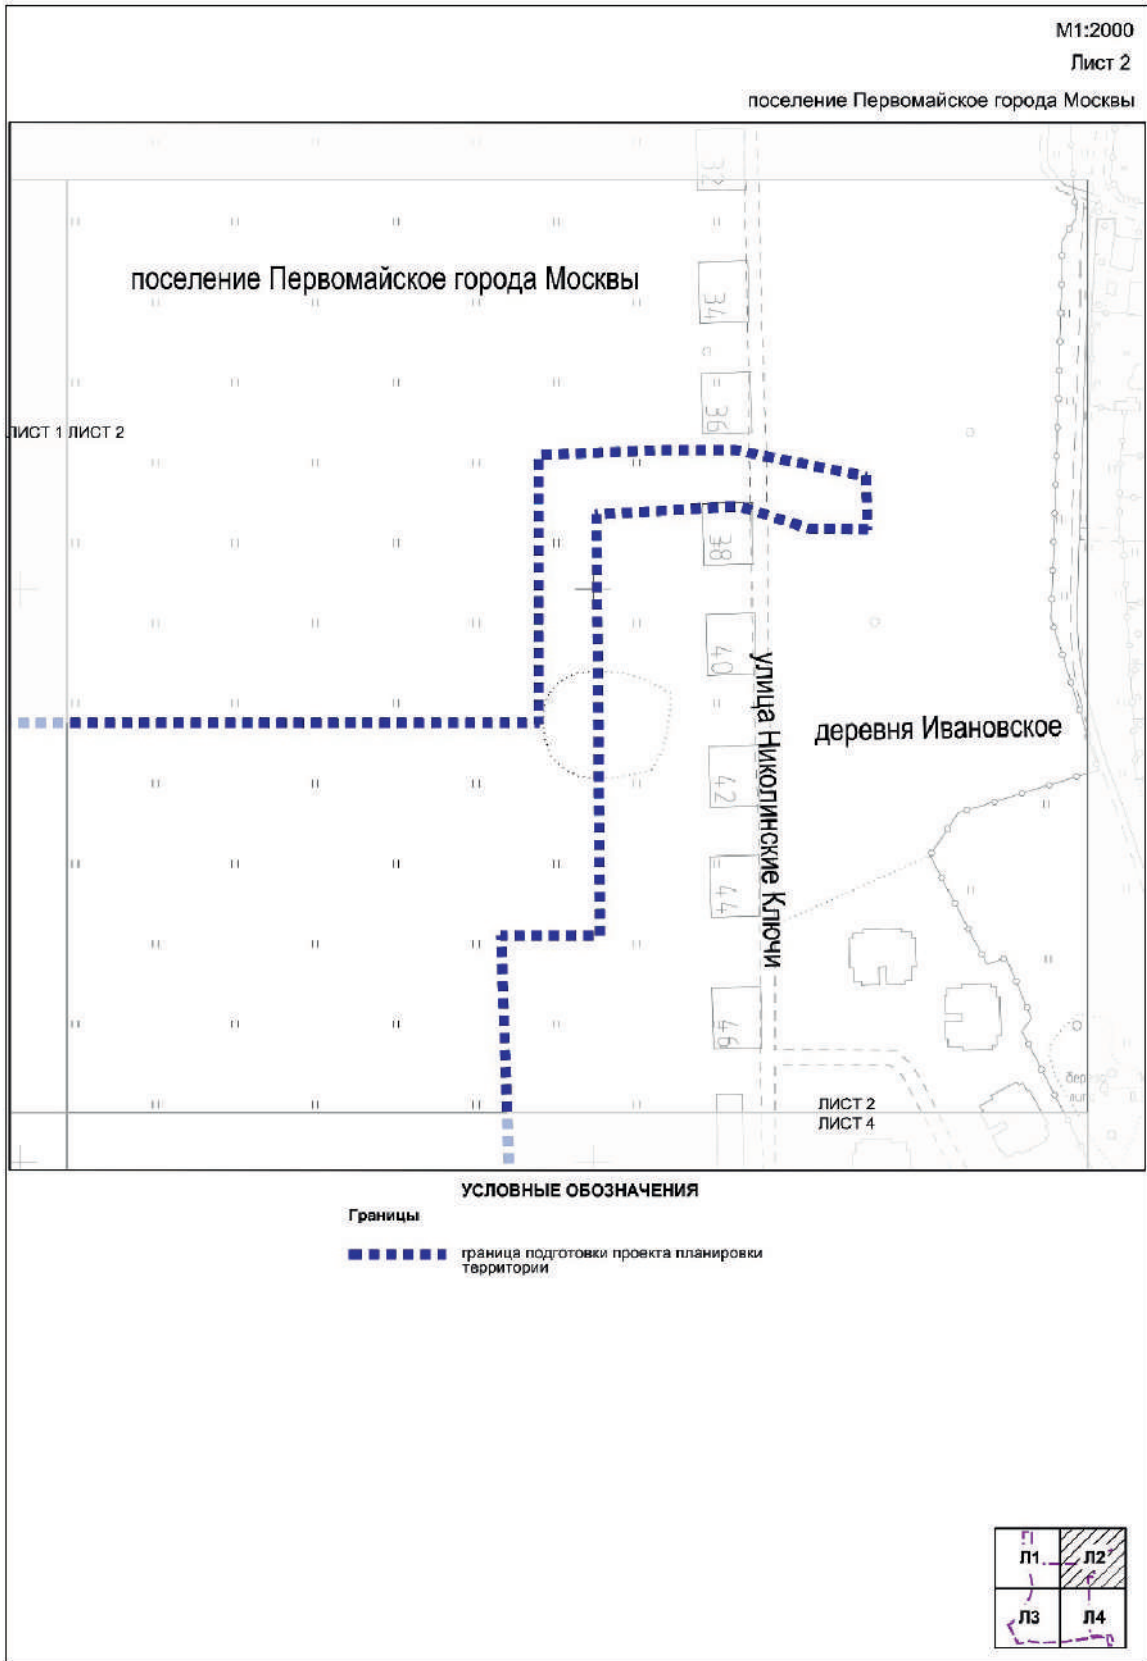 М1:2000
Лист 2
поселение Первомайское города Москвы
32
поселение Первомайское города Москвы
34
с
36
ЛИСТ 1 ЛИСТ 2
38
40
улица Николинские Ключи
деревня Ивановское
42
44
46
ЛИСТ 2
ЛИСТ 4
УСЛОВНЫЕ ОБОЗНАЧЕНИЯ
Границы
граница подготовки проекта планировки
территории
Л1
Л2
Л3
Л4